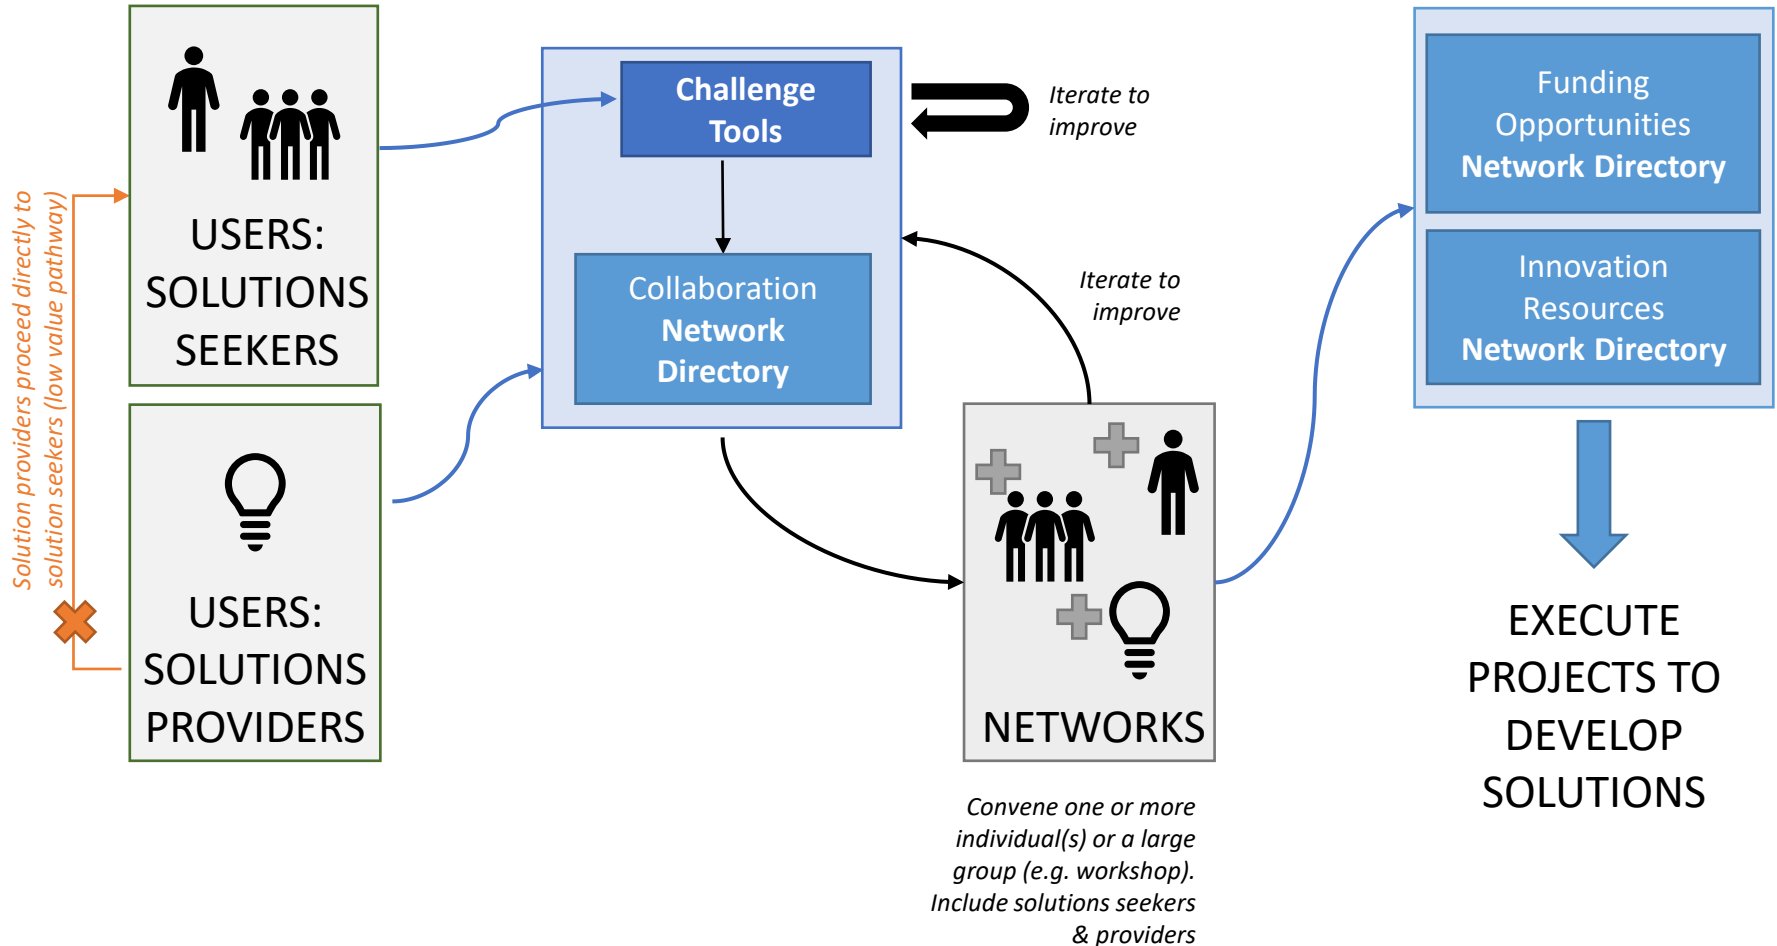 Solution providers proceed directly to
solution seekers (low value pathway)
USERS:
SOLUTIONS
SEEKERS
USERS:
SOLUTIONS
PROVIDERS
Challenge
Tools
Iterate to
improve
Collaboration
Network
Directory
Iterate to
improve
NETWORKS
Convene one or more
individual(s) or a large
group (e.g. workshop).
Include solutions seekers
& providers
Funding
Opportunities
Network Directory
Innovation
Resources
Network Directory
EXECUTE
PROJECTS TO
DEVELOP
SOLUTIONS